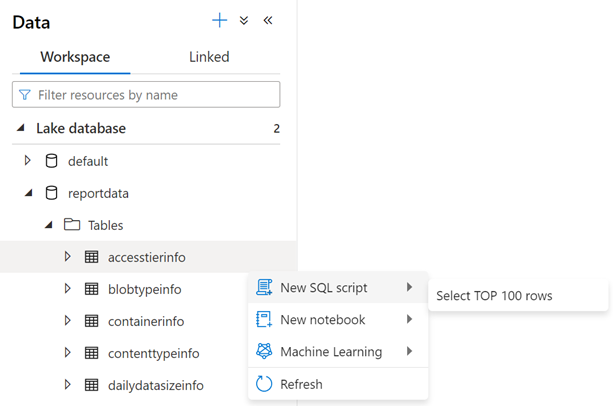 Data
Workspace Linked
Filter resources by name
Lake database 2
default
reportdata
Tables
accesstierinfo
blobtypeinfo
containerinfo
contenttypeinfo
dailydatasizeinfo
New SQL script
New notebook
Machine Learning
Refresh
Select TOP 100 rows